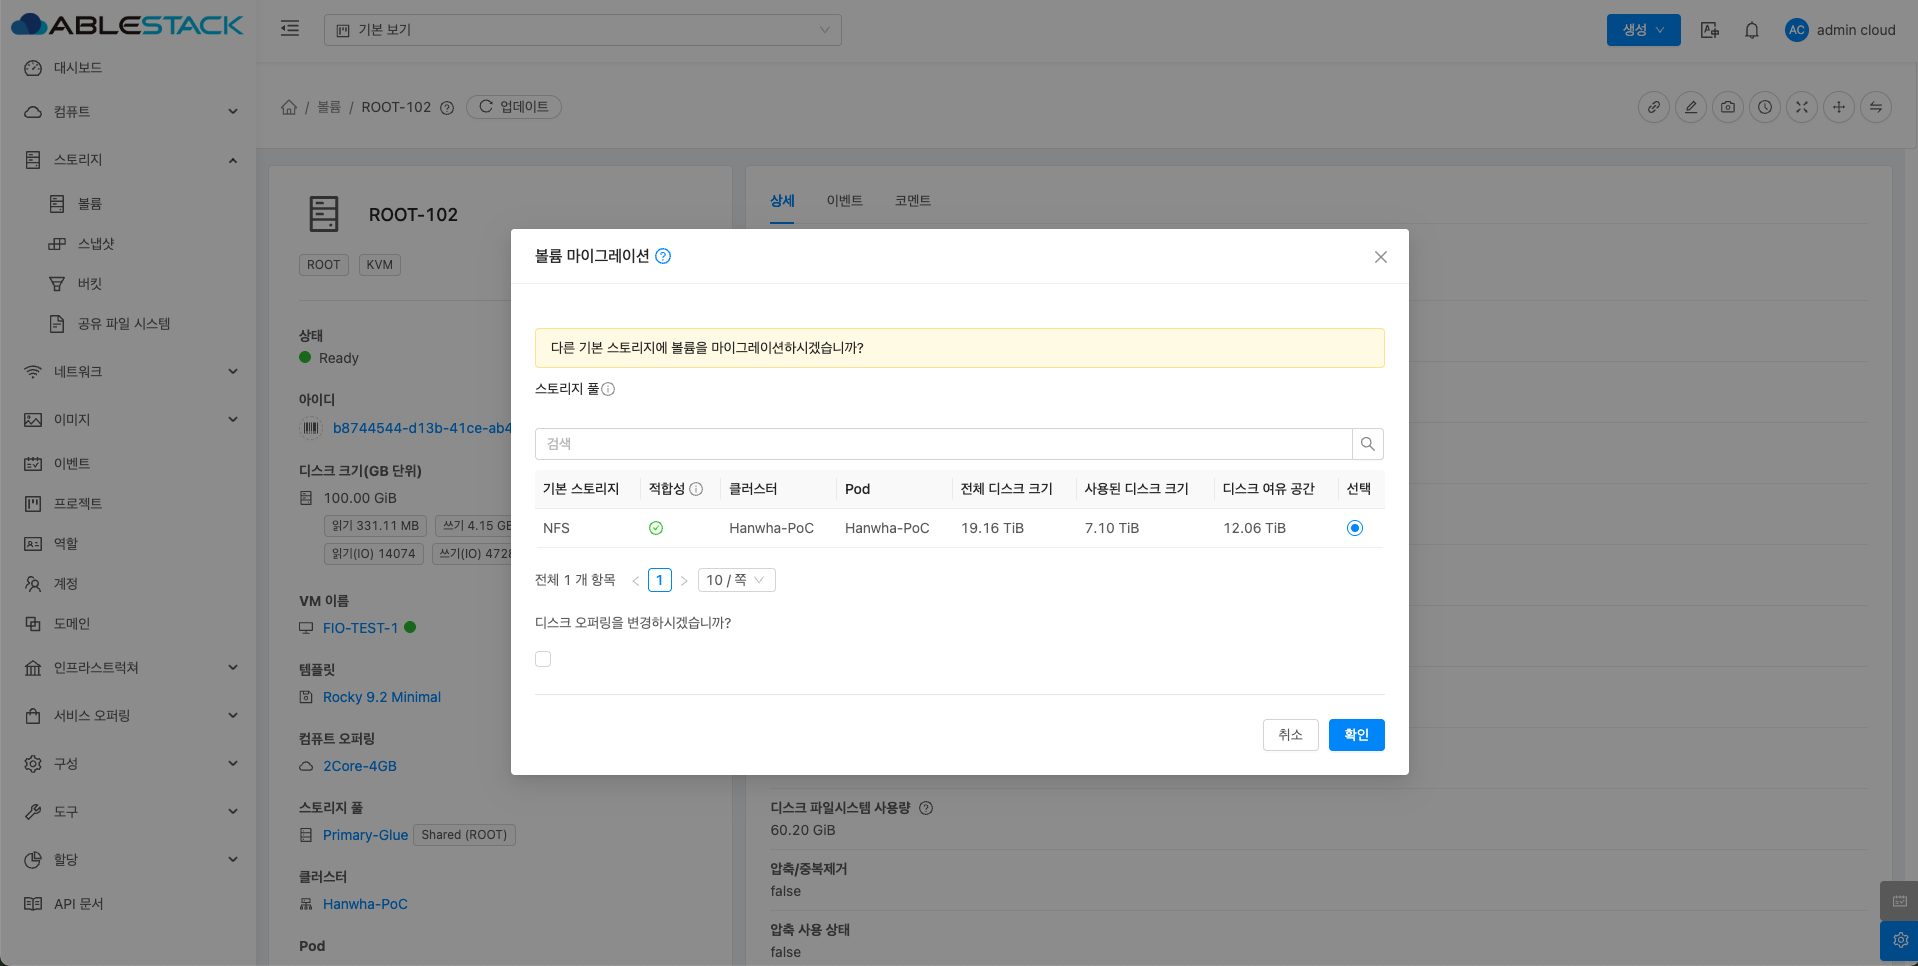 ABLESTACK
기본 보기
생성
AC
admin cloud
대시보드
컴퓨트
스토리지
볼륨
스냅샷
버킷
공유 파일 시스템
네트워크
이미지
이벤트
프로젝트
역할
계정
도메인
인프라스트럭쳐
서비스 오퍼링
구성
도구
할당
API 문서
/ 볼륨 / ROOT-102
업데이트
ROOT-102
ROOT
KVM
상태
Ready
아이디
b8744544-d13b-41ce-ab4
디스크 크기(GB 단위)
100.00 GiB
읽기 331.11 MB
쓰기 4.15 GB
읽기(IO) 14074
쓰기(IO) 4728
VM 이름
FIO-TEST-1
템플릿
Rocky 9.2 Minimal
컴퓨트 오퍼링
2Core-4GB
스토리지 풀
Primary-Glue
Shared (ROOT)
클러스터
Hanwha-PoC
Pod
상세
이벤트
코멘트
볼륨 마이그레이션
다른 기본 스토리지에 볼륨을 마이그레이션하시겠습니까?
스토리지 풀
검색
기본 스토리지 적합성 클러스터 Pod 전체 디스크 크기 사용된 디스크 크기 디스크 여유 공간 선택
NFS Hanwha-PoC Hanwha-PoC 19.16 TiB 7.10 TiB 12.06 TiB
전체 1 개 항목 < 1 > 10 / 쪽
디스크 오퍼링을 변경하시겠습니까?
취소
확인
디스크 파일시스템 사용량
60.20 GiB
압축/중복제거
false
압축 사용 상태
false